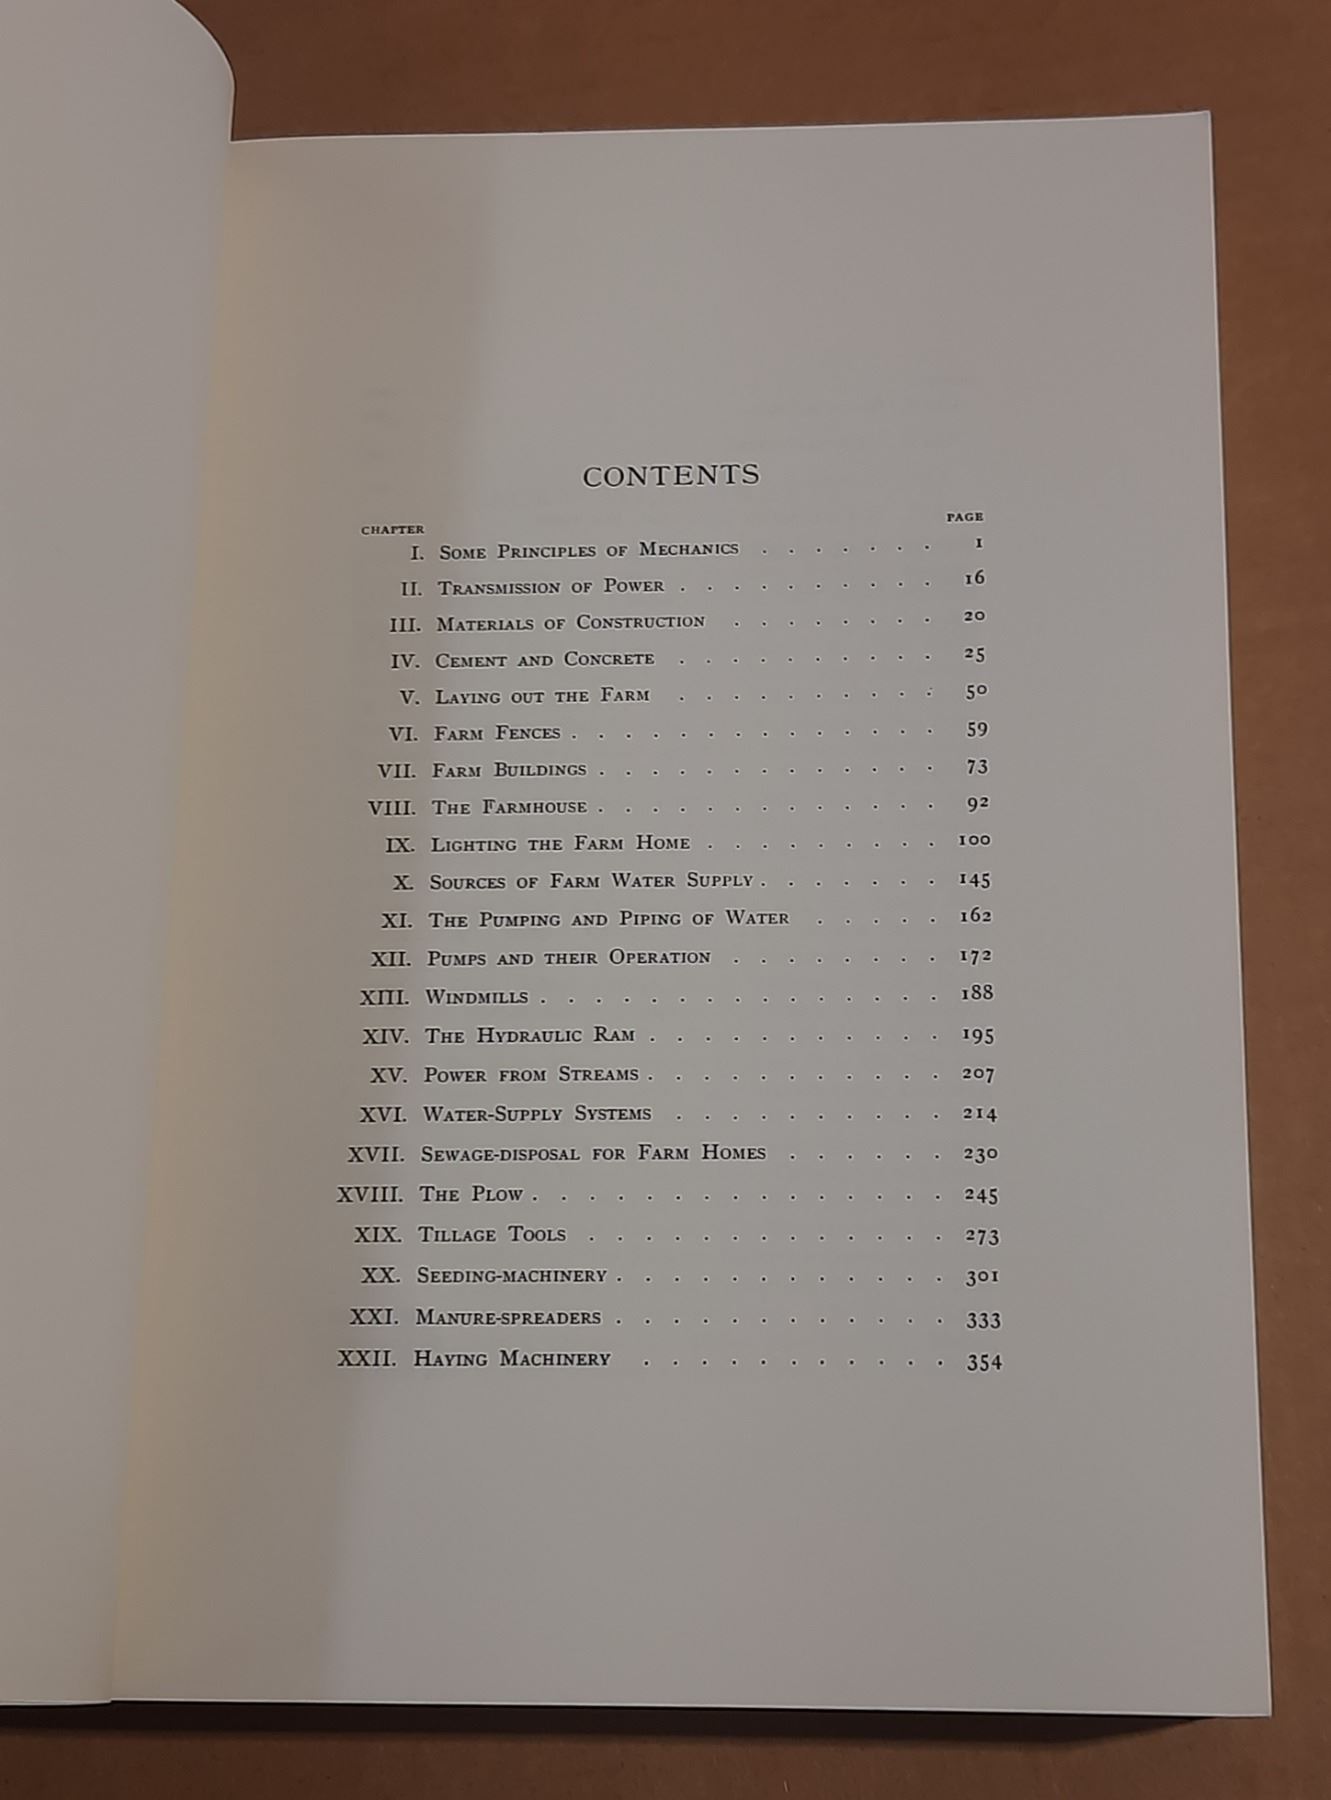 CONTENTS
CHAPTER PAGE
I. Some Principles of Mechanics . . . . . . . 1
II. Transmission of Power . . . . . . . . . . 16
III. Materials of Construction . . . . . . . . 20
IV. Cement and Concrete . . . . . . . . . . 25
V. Laying out the Farm . . . . . . . . . . 50
VI. Farm Fences . . . . . . . . . . . . . . 59
VII. Farm Buildings . . . . . . . . . . . . . 73
VIII. The Farmhouse . . . . . . . . . . . . . 92
IX. Lighting the Farm Home . . . . . . . . . 100
X. Sources of Farm Water Supply . . . . . . . 145
XI. The Pumping and Piping of Water . . . . . 162
XII. Pumps and their Operation . . . . . . . . 172
XIII. Windmills . . . . . . . . . . . . . . . 188
XIV. The Hydraulic Ram . . . . . . . . . . . 195
XV. Power from Streams . . . . . . . . . . . 207
XVI. Water-Supply Systems . . . . . . . . . . 214
XVII. Sewage-disposal for Farm Homes . . . . . . 230
XVIII. The Plow . . . . . . . . . . . . . . . 245
XIX. Tillage Tools . . . . . . . . . . . . . 273
XX. Seeding-machinery . . . . . . . . . . . . 301
XXI. Manure-spreaders . . . . . . . . . . . . 333
XXII. Haying Machinery . . . . . . . . . . . 354